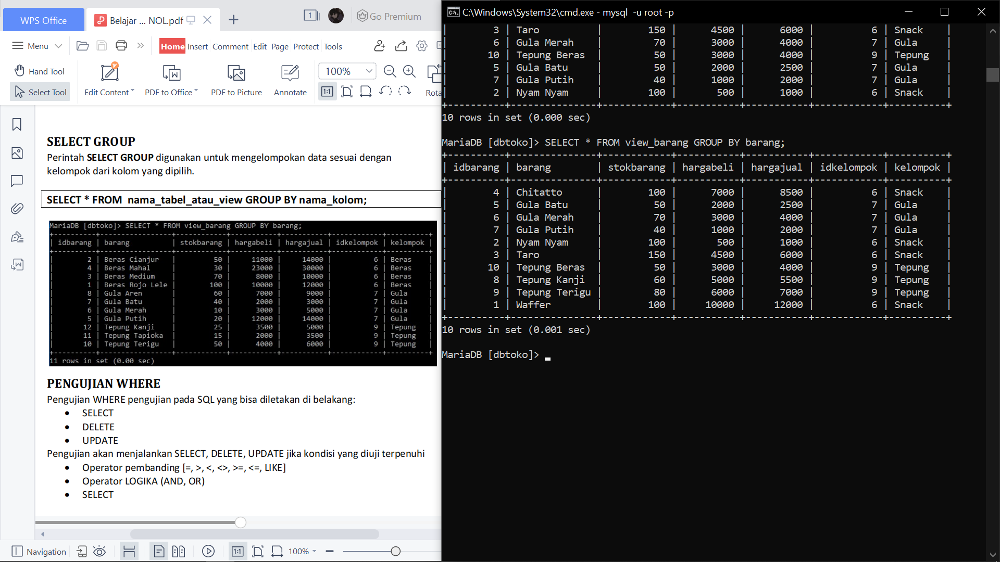 WPS Office
Belajar ... NOL.pdf
1
Go Premium
Menu
Home Insert Comment Edit Page Protect Tools
Hand Tool
Select Tool
Edit Content
PDF to Office
PDF to Picture
Annotate
100%
1:1
Rota
SELECT GROUP
Perintah SELECT GROUP digunakan untuk mengelompokan data sesuai dengan
kelompok dari kolom yang dipilih.
SELECT * FROM nama_tabel_atau_view GROUP BY nama_kolom;
MariaDB [dbtoko]> SELECT * FROM view_barang GROUP BY barang;
| idbarang | barang | stokbarang | hargabeli | hargajual | idkelompok | kelompok |
| 2 | Beras Cianjur | 50 | 11000 | 14000 | 6 | Beras |
| 4 | Beras Mahal | 30 | 23000 | 30000 | 6 | Beras |
| 3 | Beras Medium | 70 | 8000 | 10000 | 6 | Beras |
| 1 | Beras Rojo Lele | 100 | 10000 | 12000 | 6 | Beras |
| 8 | Gula Aren | 60 | 7000 | 9000 | 7 | Gula |
| 7 | Gula Batu | 40 | 2000 | 3000 | 7 | Gula |
| 6 | Gula Merah | 10 | 3000 | 5000 | 7 | Gula |
| 5 | Gula Putih | 20 | 12000 | 14000 | 7 | Gula |
| 12 | Tepung Kanji | 25 | 3500 | 5000 | 9 | Tepung |
| 11 | Tepung Tapioka | 15 | 2000 | 3500 | 9 | Tepung |
| 10 | Tepung Terigu | 50 | 4000 | 6000 | 9 | Tepung |
11 rows in set (0.00 sec)
PENGUJIAN WHERE
Pengujian WHERE pengujian pada SQL yang bisa diletakan di belakang:
• SELECT
• DELETE
• UPDATE
Pengujian akan menjalankan SELECT, DELETE, UPDATE jika kondisi yang diuji terpenuhi
• Operator pembanding [=, >, <, <>, >=, <=, LIKE]
• Operator LOGIKA (AND, OR)
• SELECT
Navigation
1:1
100%
C:\Windows\System32\cmd.exe - mysql -u root -p
| 3 | Taro | 150 | 4500 | 6000 | 6 | Snack |
| 6 | Gula Merah | 70 | 3000 | 4000 | 7 | Gula |
| 10 | Tepung Beras | 50 | 3000 | 4000 | 9 | Tepung |
| 5 | Gula Batu | 50 | 2000 | 2500 | 7 | Gula |
| 7 | Gula Putih | 40 | 1000 | 2000 | 7 | Gula |
| 2 | Nyam Nyam | 100 | 500 | 1000 | 6 | Snack |
10 rows in set (0.000 sec)
MariaDB [dbtoko]> SELECT * FROM view_barang GROUP BY barang;
| idbarang | barang | stokbarang | hargabeli | hargajual | idkelompok | kelompok |
| 4 | Chitatto | 100 | 7000 | 8500 | 6 | Snack |
| 5 | Gula Batu | 50 | 2000 | 2500 | 7 | Gula |
| 6 | Gula Merah | 70 | 3000 | 4000 | 7 | Gula |
| 7 | Gula Putih | 40 | 1000 | 2000 | 7 | Gula |
| 2 | Nyam Nyam | 100 | 500 | 1000 | 6 | Snack |
| 3 | Taro | 150 | 4500 | 6000 | 6 | Snack |
| 10 | Tepung Beras | 50 | 3000 | 4000 | 9 | Tepung |
| 8 | Tepung Kanji | 60 | 5000 | 5500 | 9 | Tepung |
| 9 | Tepung Terigu | 80 | 6000 | 7000 | 9 | Tepung |
| 1 | Waffer | 100 | 10000 | 12000 | 6 | Snack |
10 rows in set (0.001 sec)
MariaDB [dbtoko]>